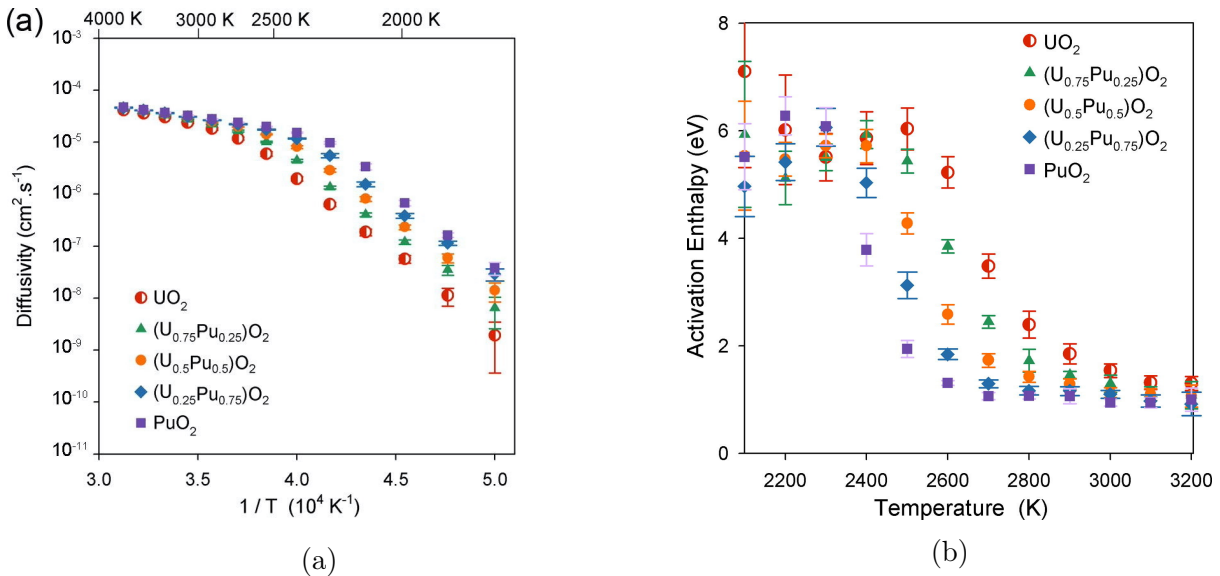 (a)
4000 K 3000 K 2500 K 2000 K
10⁻³
10⁻⁴
10⁻⁵
10⁻⁶
10⁻⁷
10⁻⁸
10⁻⁹
10⁻¹⁰
10⁻¹¹
Diffusivity (cm².s⁻¹)
UO₂
(U₀.₇₅Pu₀.₂₅)O₂
(U₀.₅Pu₀.₅)O₂
(U₀.₂₅Pu₀.₇₅)O₂
PuO₂
3.0 3.5 4.0 4.5 5.0
1 / T (10⁴ K⁻¹)
(a)
8
6
4
2
0
Activation Enthalpy (eV)
UO₂
(U₀.₇₅Pu₀.₂₅)O₂
(U₀.₅Pu₀.₅)O₂
(U₀.₂₅Pu₀.₇₅)O₂
PuO₂
2200 2400 2600 2800 3000 3200
Temperature (K)
(b)